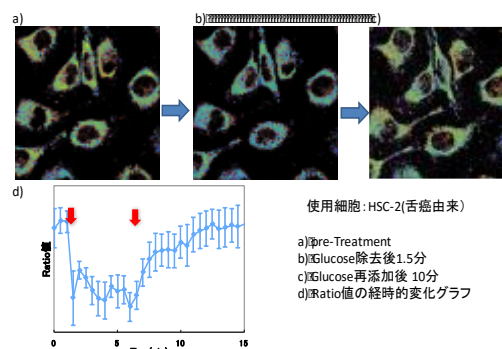 a)
b)
c)
d)
Ratio値
0
5
10
15
使用細胞：HSC-2(舌癌由来)
a) pre-Treatment
b) Glucose除去後1.5分
c) Glucose再添加後 10分
d) Ratio値の経時的変化グラフ